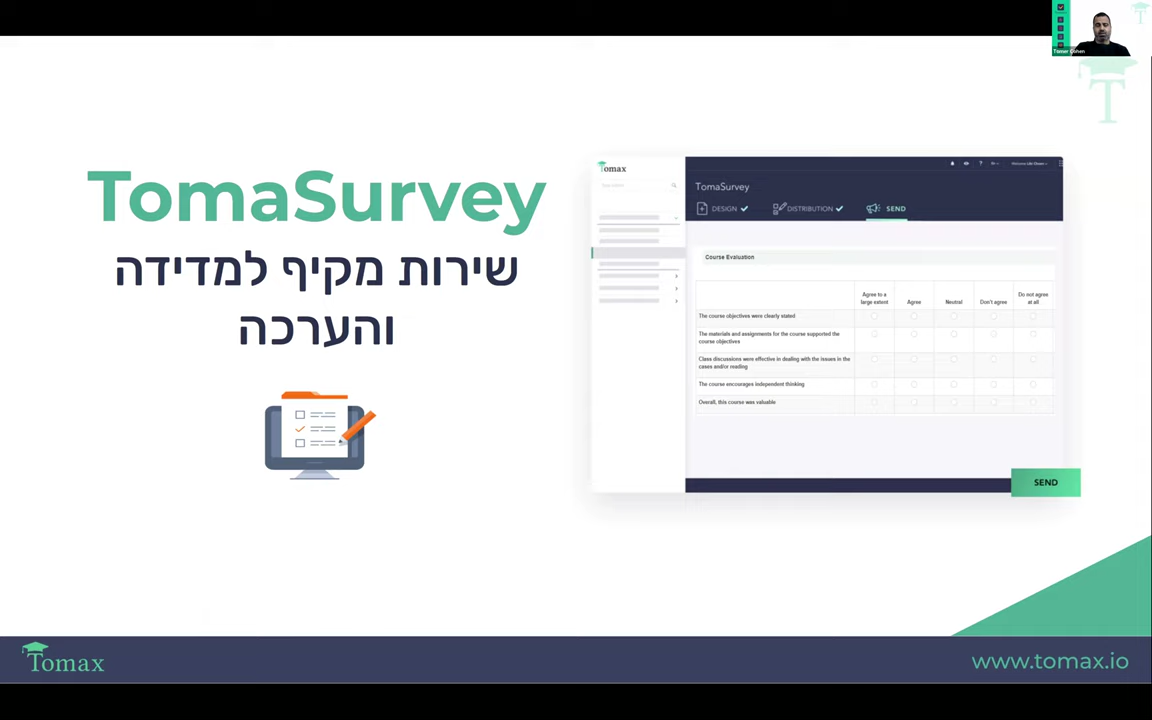 Tomer Cohen
TomaSurvey
שירות מקיף למדידה
והערכה
Tomax
TomaSurvey
DESIGN
DISTRIBUTION
SEND
Course Evaluation
Agree to a large extent
Agree
Neutral
Don't agree
Do not agree at all
The course objectives were clearly stated
The materials and assignments for the course supported the
course objectives
Class discussions were effective in dealing with the issues in the
cases and/or reading
The course encourages independent thinking
Overall, this course was valuable
SEND
Tomax
www.tomax.io